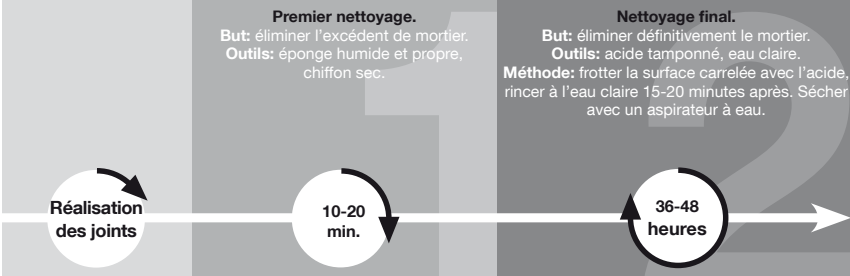 Premier nettoyage.
But: éliminer l'excédent de mortier.
Outils: éponge humide et propre,
chiffon sec.
1
Nettoyage final.
But: éliminer définitivement le mortier.
Outils: acide tamponné, eau claire.
Méthode: frotter la surface carrelée avec l'acide,
rincer à l'eau claire 15-20 minutes après. Sécher
avec un aspirateur à eau.
2
Réalisation
des joints
10-20
min.
36-48
heures